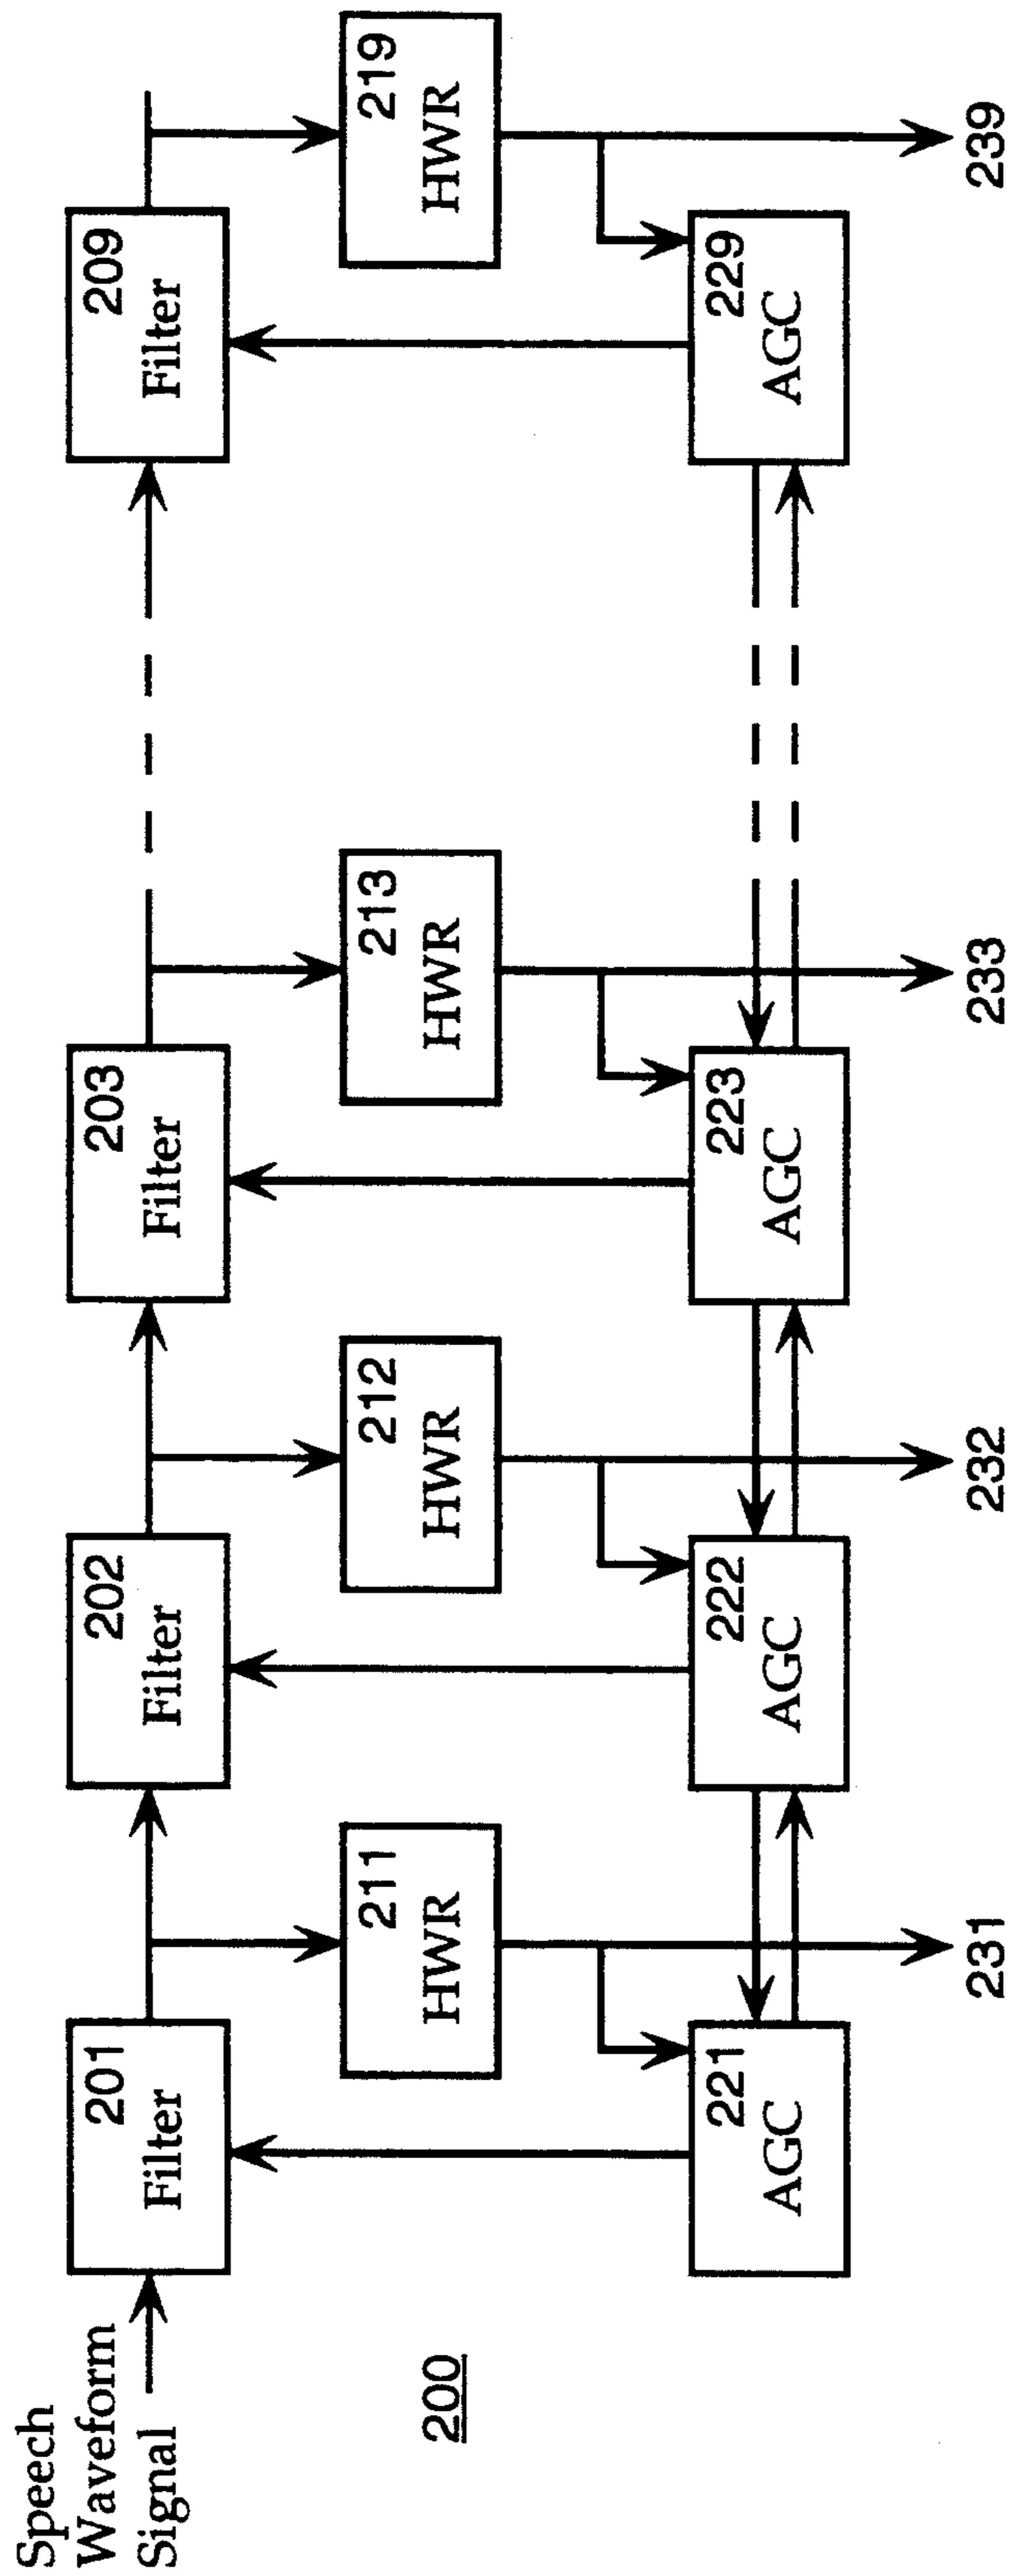 Speech
Waveform
Signal
201
Filter
202
Filter
203
Filter
209
Filter
211
HWR
212
HWR
213
HWR
219
HWR
221
AGC
222
AGC
223
AGC
229
AGC
200
231
232
233
239